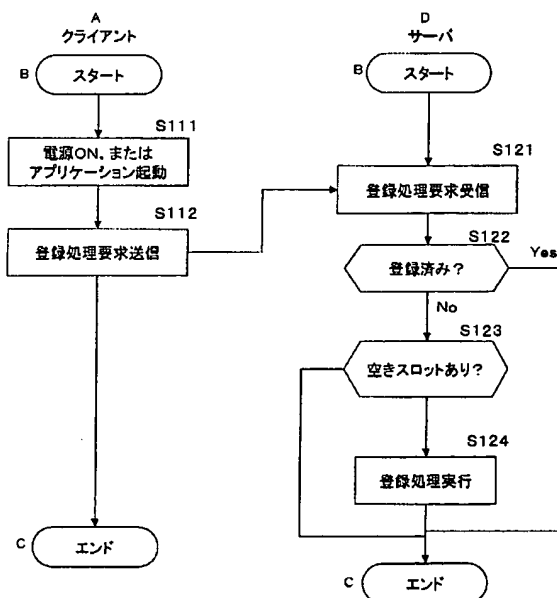 A
クライアント
B
スタート
S111
電源ON、または
アプリケーション起動
S112
登録処理要求送信
C
エンド
D
サーバ
B
スタート
S121
登録処理要求受信
S122
登録済み？
Yes
No
S123
空きスロットあり？
S124
登録処理実行
C
エンド